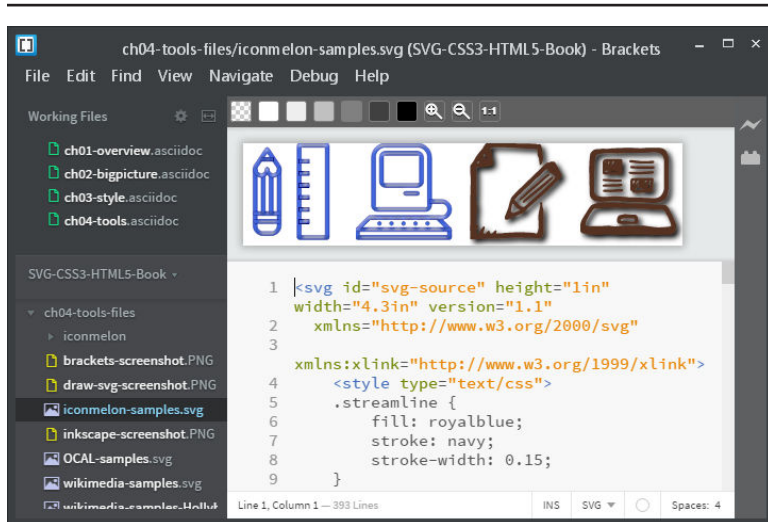 ch04-tools-files/iconmelon-samples.svg (SVG-CSS3-HTML5-Book) - Brackets
File Edit Find View Navigate Debug Help
Working Files
ch01-overview.asciidoc
ch02-bigpicture.asciidoc
ch03-style.asciidoc
ch04-tools.asciidoc
SVG-CSS3-HTML5-Book
ch04-tools-files
iconmelon
brackets-screenshot.PNG
draw-svg-screenshot.PNG
iconmelon-samples.svg
inkscape-screenshot.PNG
OCAL-samples.svg
wikimedia-samples.svg
wikimedia-samples-Hollyh
1:1
1 <svg id="svg-source" height="1in"
width="4.3in" version="1.1"
2 xmlns="http://www.w3.org/2000/svg"
3
xmlns:xlink="http://www.w3.org/1999/xlink">
4 <style type="text/css">
5 .streamline {
6 fill: royalblue;
7 stroke: navy;
8 stroke-width: 0.15;
9 }
Line 1, Column 1 — 393 Lines INS SVG Spaces: 4